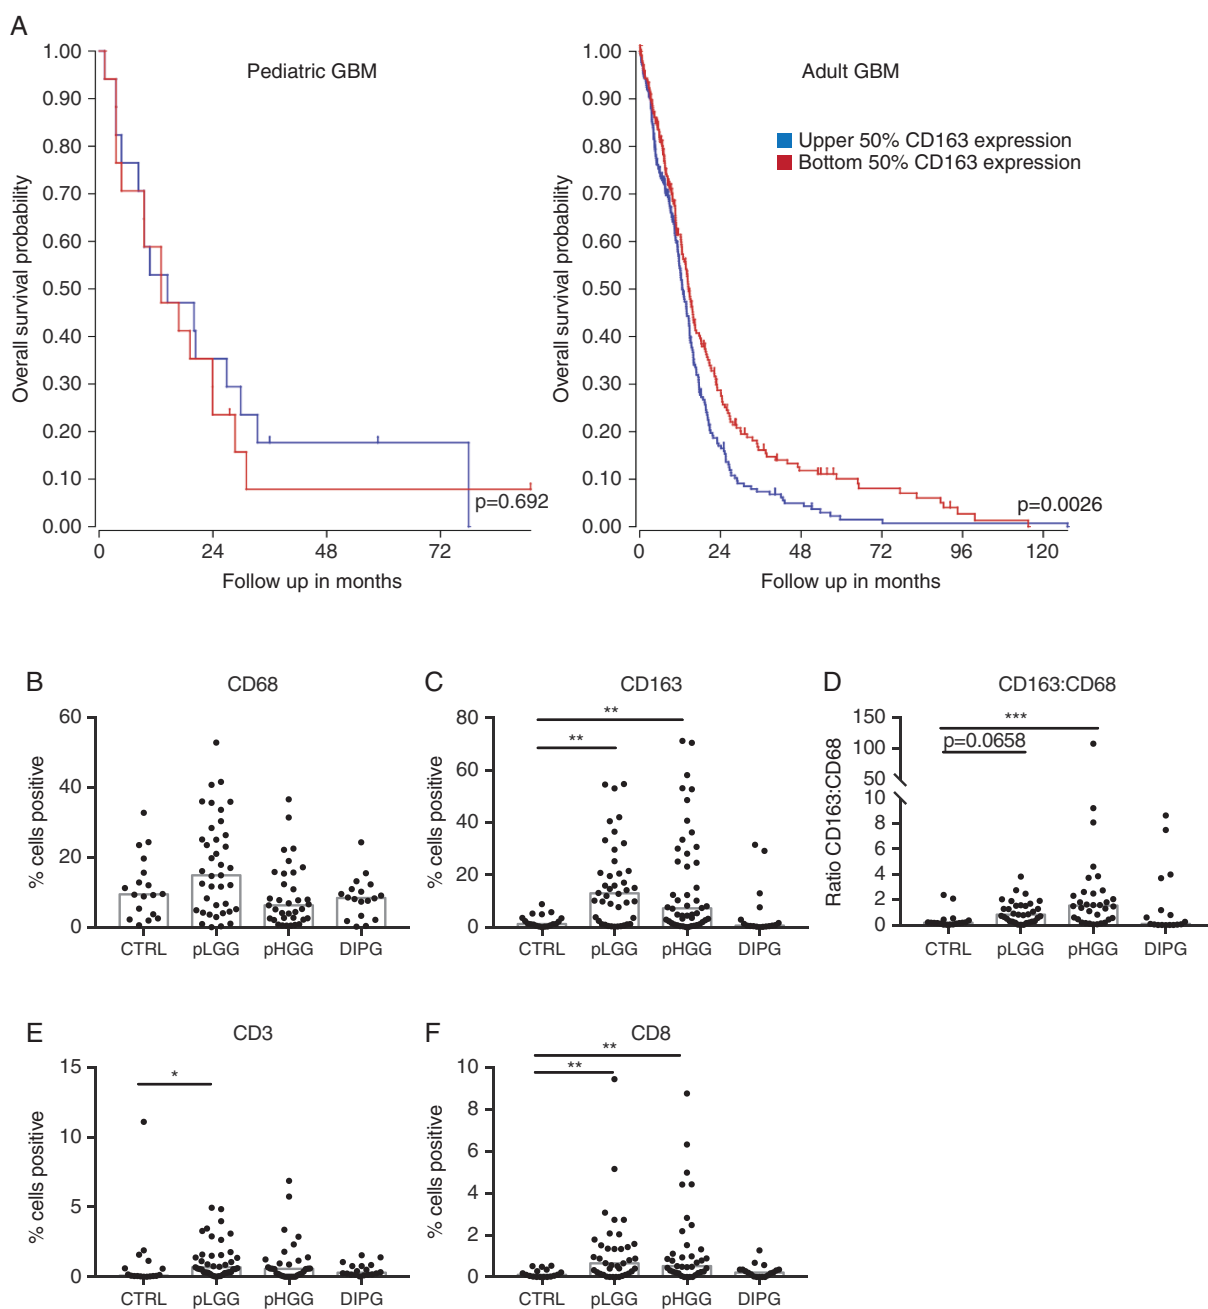 A
Pediatric GBM
Overall survival probability
1.00
0.90
0.80
0.70
0.60
0.50
0.40
0.30
0.20
0.10
0.00
p=0.692
0 24 48 72
Follow up in months
Adult GBM
Upper 50% CD163 expression
Bottom 50% CD163 expression
Overall survival probability
1.00
0.90
0.80
0.70
0.60
0.50
0.40
0.30
0.20
0.10
0.00
p=0.0026
0 24 48 72 96 120
Follow up in months
B
CD68
% cells positive
60
40
20
0
CTRL pLGG pHGG DIPG
C
CD163
% cells positive
80
60
40
20
0
**
**
CTRL pLGG pHGG DIPG
D
CD163:CD68
Ratio CD163:CD68
150
100
50
10
8
6
4
2
0
***
p=0.0658
CTRL pLGG pHGG DIPG
E
CD3
% cells positive
15
10
5
0
*
CTRL pLGG pHGG DIPG
F
CD8
% cells positive
10
8
6
4
2
0
**
**
CTRL pLGG pHGG DIPG